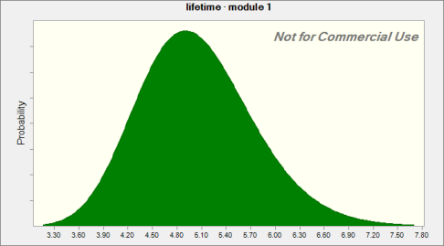 lifetime · module 1
Not for Commercial Use
Probability
3.30 3.60 3.90 4.20 4.50 4.80 5.10 5.40 5.70 6.00 6.30 6.60 6.90 7.20 7.50 7.80